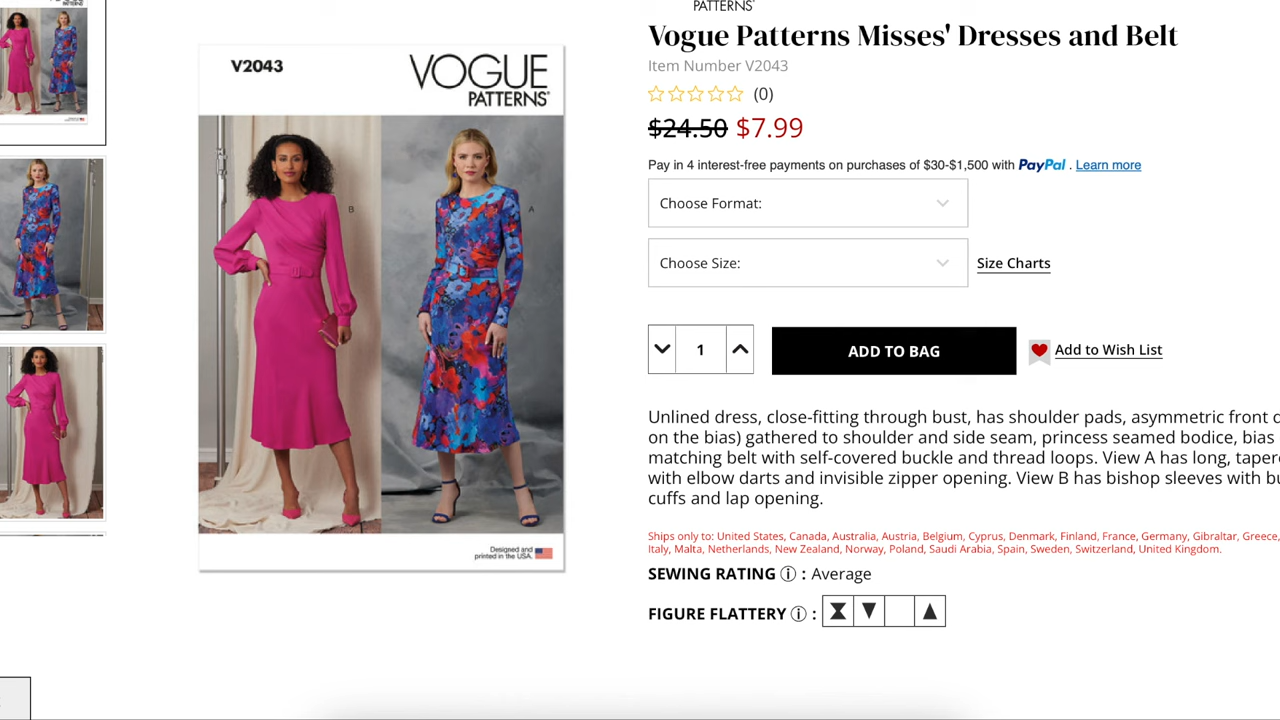 PATTERNS
Vogue Patterns Misses' Dresses and Belt
Item Number V2043
(0)
$24.50 $7.99
Pay in 4 interest-free payments on purchases of $30-$1,500 with PayPal . Learn more
Choose Format:
Choose Size:
Size Charts
1
ADD TO BAG
Add to Wish List
Unlined dress, close-fitting through bust, has shoulder pads, asymmetric front
on the bias) gathered to shoulder and side seam, princess seamed bodice, bias
matching belt with self-covered buckle and thread loops. View A has long,
with elbow darts and invisible zipper opening. View B has bishop sleeves with
cuffs and lap opening.
Ships only to: United States, Canada, Australia, Austria, Belgium, Cyprus, Denmark, Finland, France, Germany, Gibraltar, Greece,
Italy, Malta, Netherlands, New Zealand, Norway, Poland, Saudi Arabia, Spain, Sweden, Switzerland, United Kingdom.
SEWING RATING ⓘ : Average
FIGURE FLATTERY ⓘ :
V2043
VOGUE
PATTERNS®
B
A
Designed and
printed in the USA.